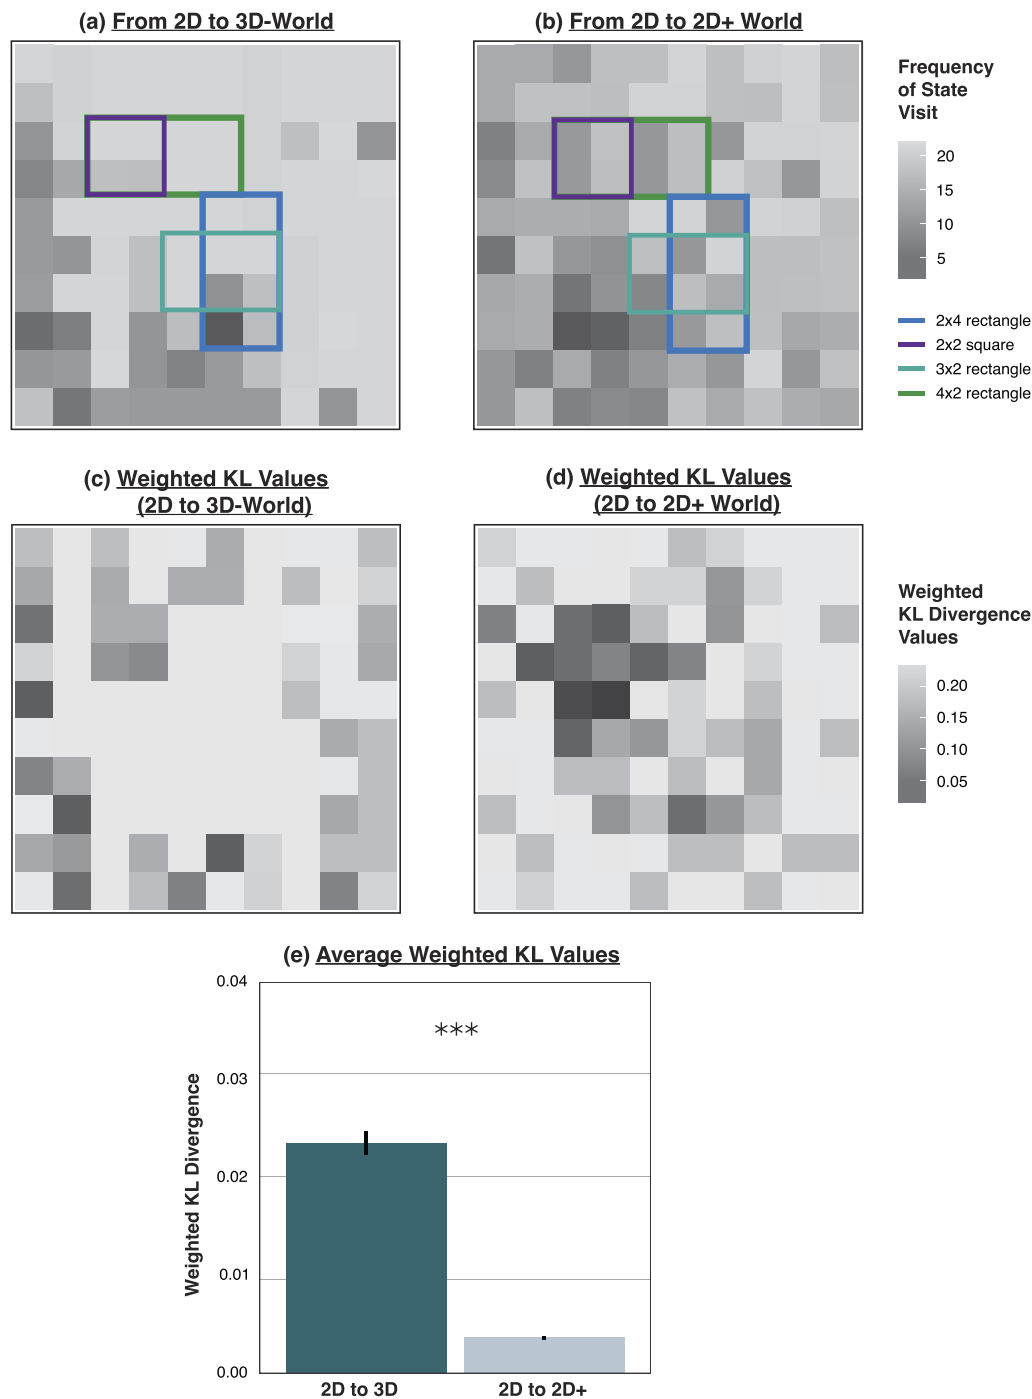 (a) From 2D to 3D-World
(b) From 2D to 2D+ World
Frequency
of State
Visit
20
15
10
5
2x4 rectangle
2x2 square
3x2 rectangle
4x2 rectangle
(c) Weighted KL Values
(2D to 3D-World)
(d) Weighted KL Values
(2D to 2D+ World)
Weighted
KL Divergence
Values
0.20
0.15
0.10
0.05
(e) Average Weighted KL Values
Weighted KL Divergence
0.04
0.03
0.02
0.01
0.00
***
2D to 3D
2D to 2D+